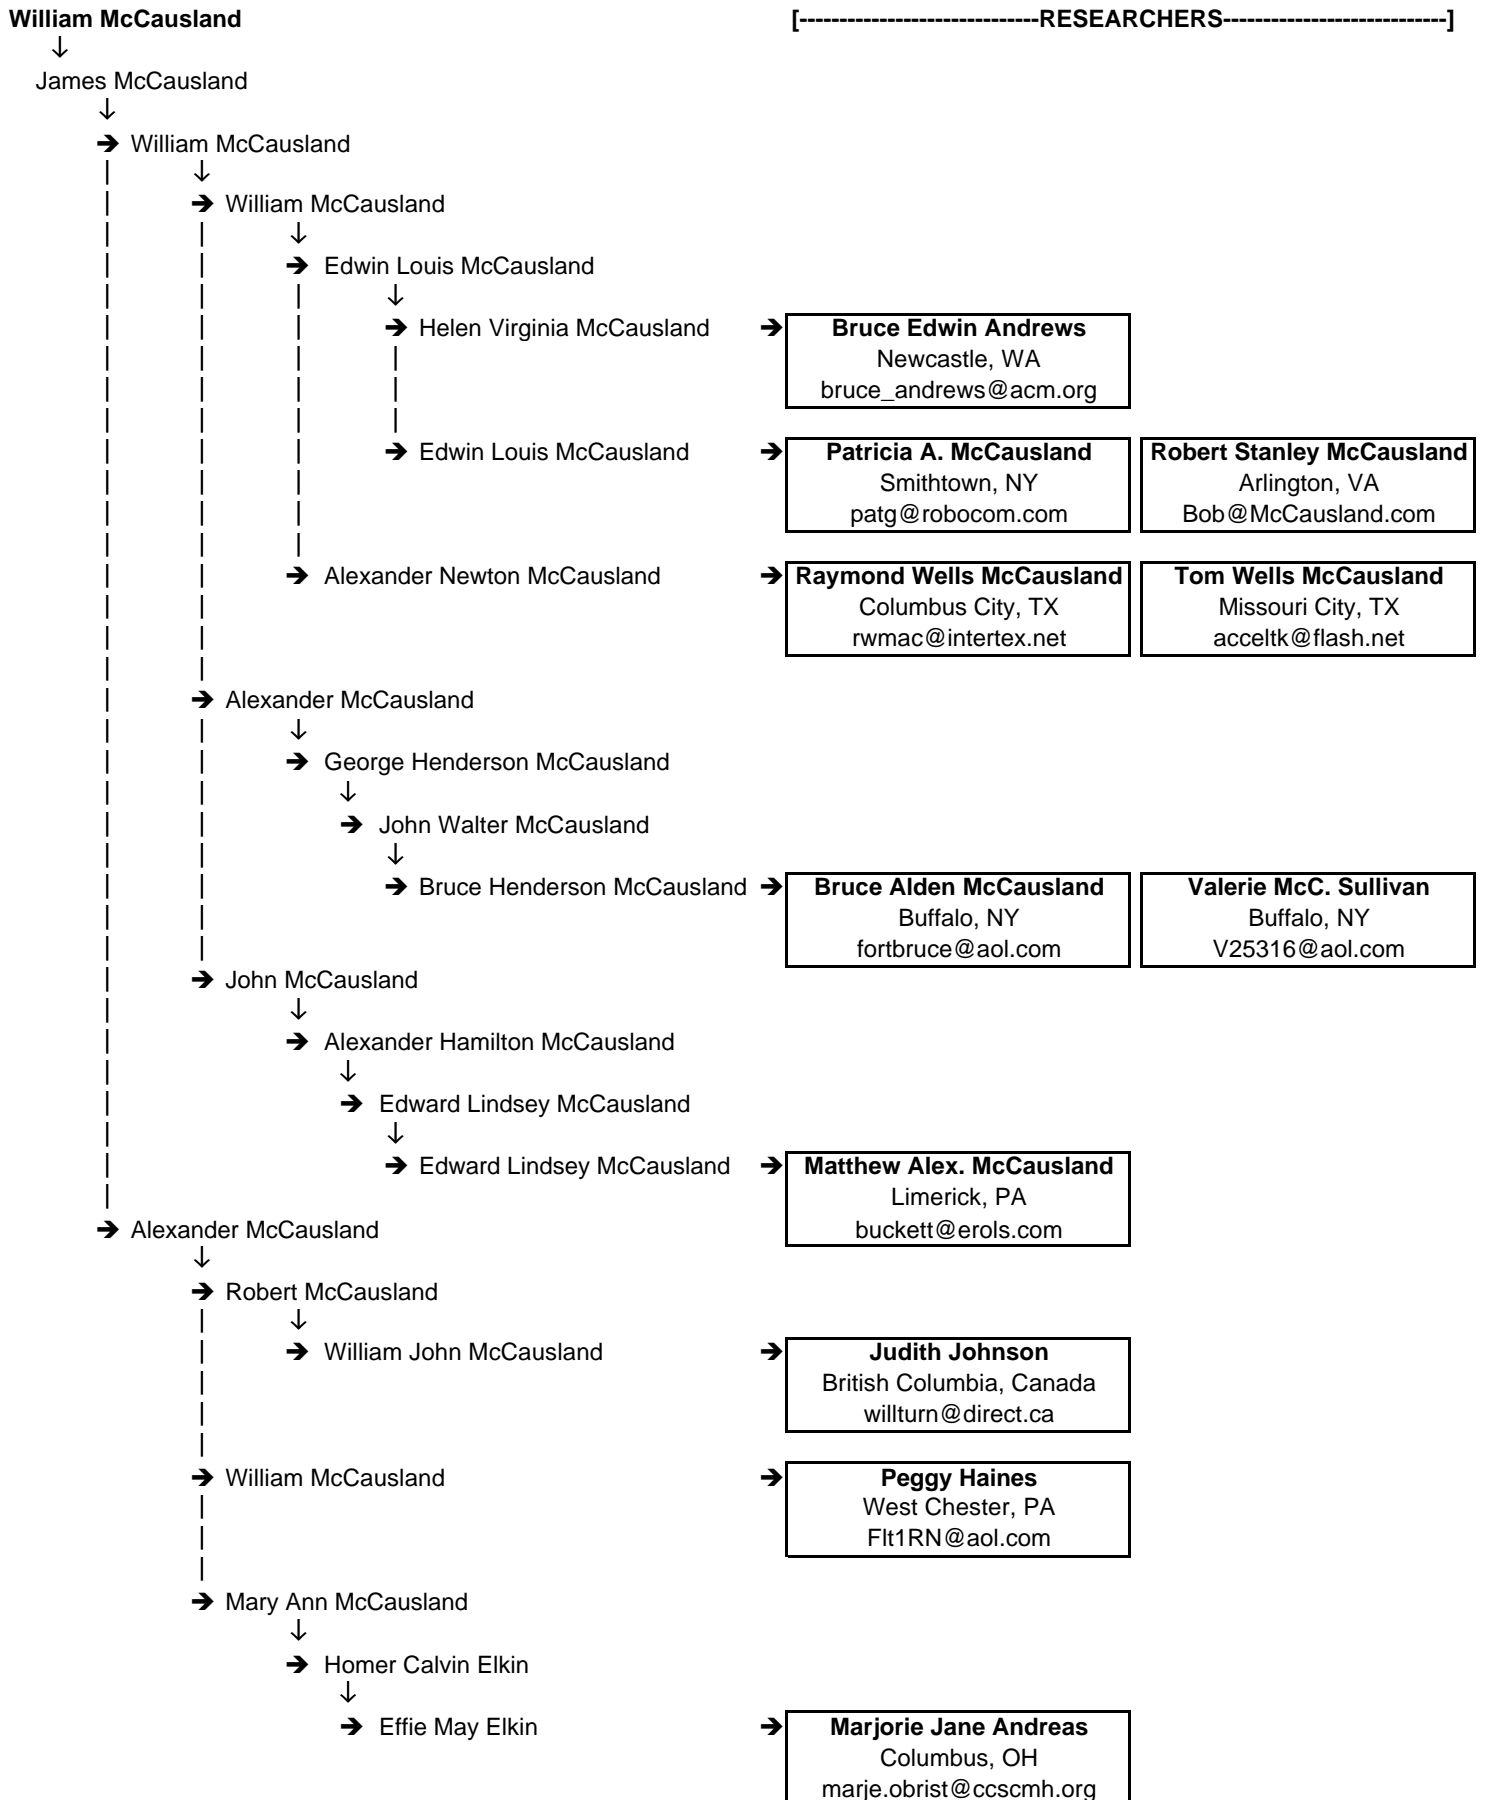 William McCausland [------------------------------RESEARCHERS----------------------------]
↓
James McCausland
↓
➔ William McCausland
↓
➔ William McCausland
↓
➔ Edwin Louis McCausland
↓
➔ Helen Virginia McCausland ➔ Bruce Edwin Andrews
Newcastle, WA
bruce_andrews@acm.org
➔ Edwin Louis McCausland ➔ Patricia A. McCausland Robert Stanley McCausland
Smithtown, NY Arlington, VA
patg@robocom.com Bob@McCausland.com
➔ Alexander Newton McCausland ➔ Raymond Wells McCausland Tom Wells McCausland
Columbus City, TX Missouri City, TX
rwmac@intertex.net acceltk@flash.net
➔ Alexander McCausland
↓
➔ George Henderson McCausland
↓
➔ John Walter McCausland
↓
➔ Bruce Henderson McCausland ➔ Bruce Alden McCausland Valerie McC. Sullivan
Buffalo, NY Buffalo, NY
fortbruce@aol.com V25316@aol.com
➔ John McCausland
↓
➔ Alexander Hamilton McCausland
↓
➔ Edward Lindsey McCausland
↓
➔ Edward Lindsey McCausland ➔ Matthew Alex. McCausland
Limerick, PA
➔ Alexander McCausland buckett@erols.com
↓
➔ Robert McCausland
↓
➔ William John McCausland ➔ Judith Johnson
British Columbia, Canada
willturn@direct.ca
➔ William McCausland ➔ Peggy Haines
West Chester, PA
Flt1RN@aol.com
➔ Mary Ann McCausland
↓
➔ Homer Calvin Elkin
↓
➔ Effie May Elkin ➔ Marjorie Jane Andreas
Columbus, OH
marje.obrist@ccscmh.org